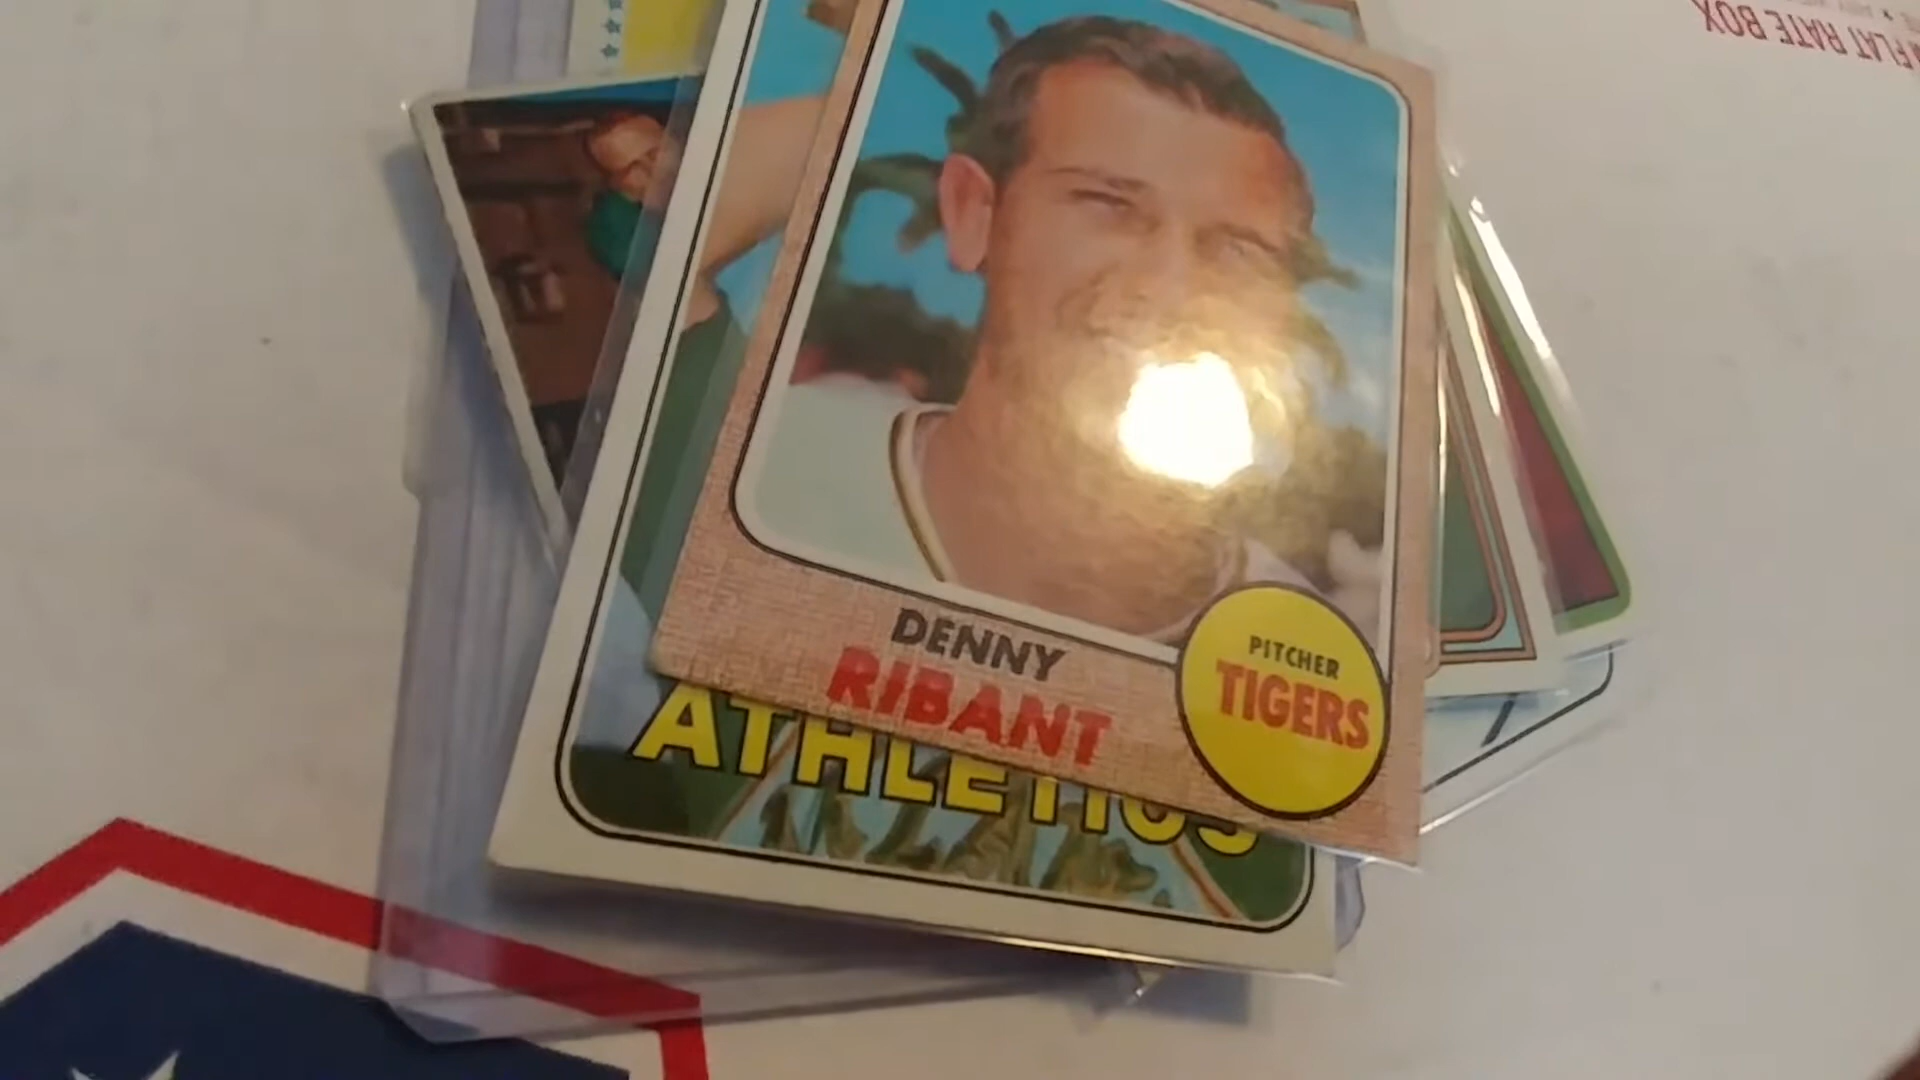 FLAT RATE BOX
DENNY
RIBANT
PITCHER
TIGERS
ATHLETICS